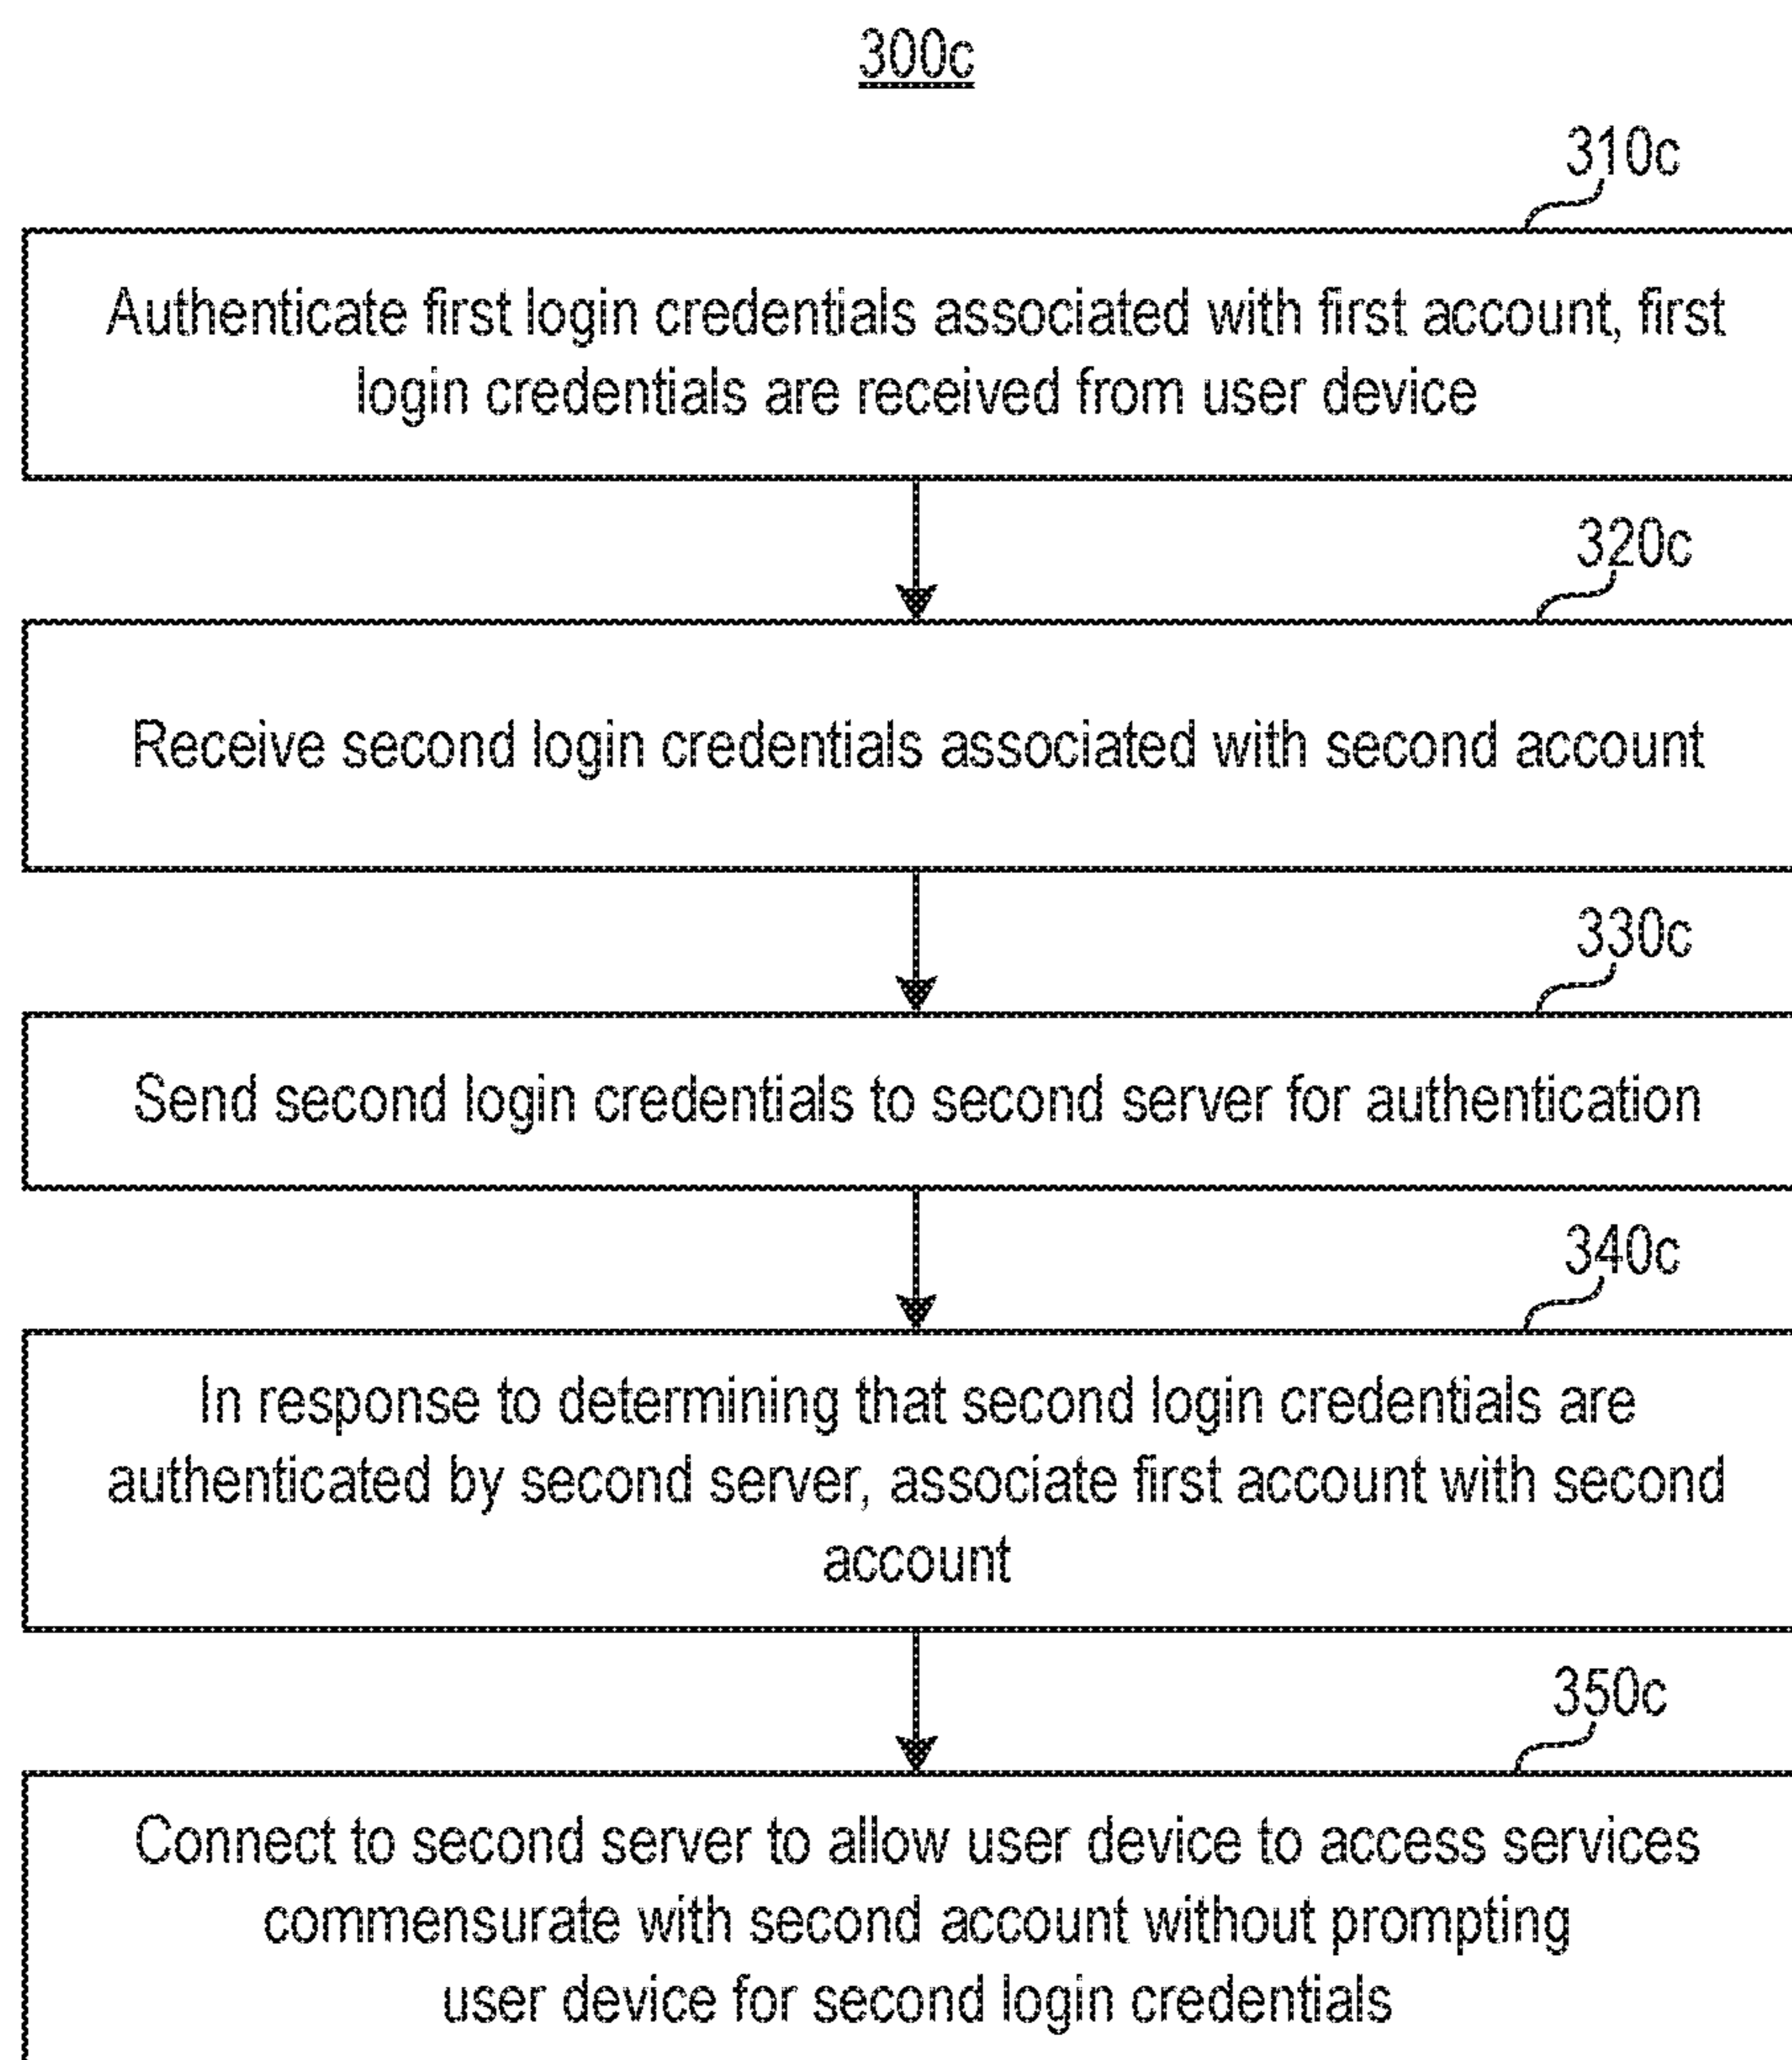 300c
310c
Authenticate first login credentials associated with first account, first
login credentials are received from user device
320c
Receive second login credentials associated with second account
330c
Send second login credentials to second server for authentication
340c
In response to determining that second login credentials are
authenticated by second server, associate first account with second
account
350c
Connect to second server to allow user device to access services
commensurate with second account without prompting
user device for second login credentials